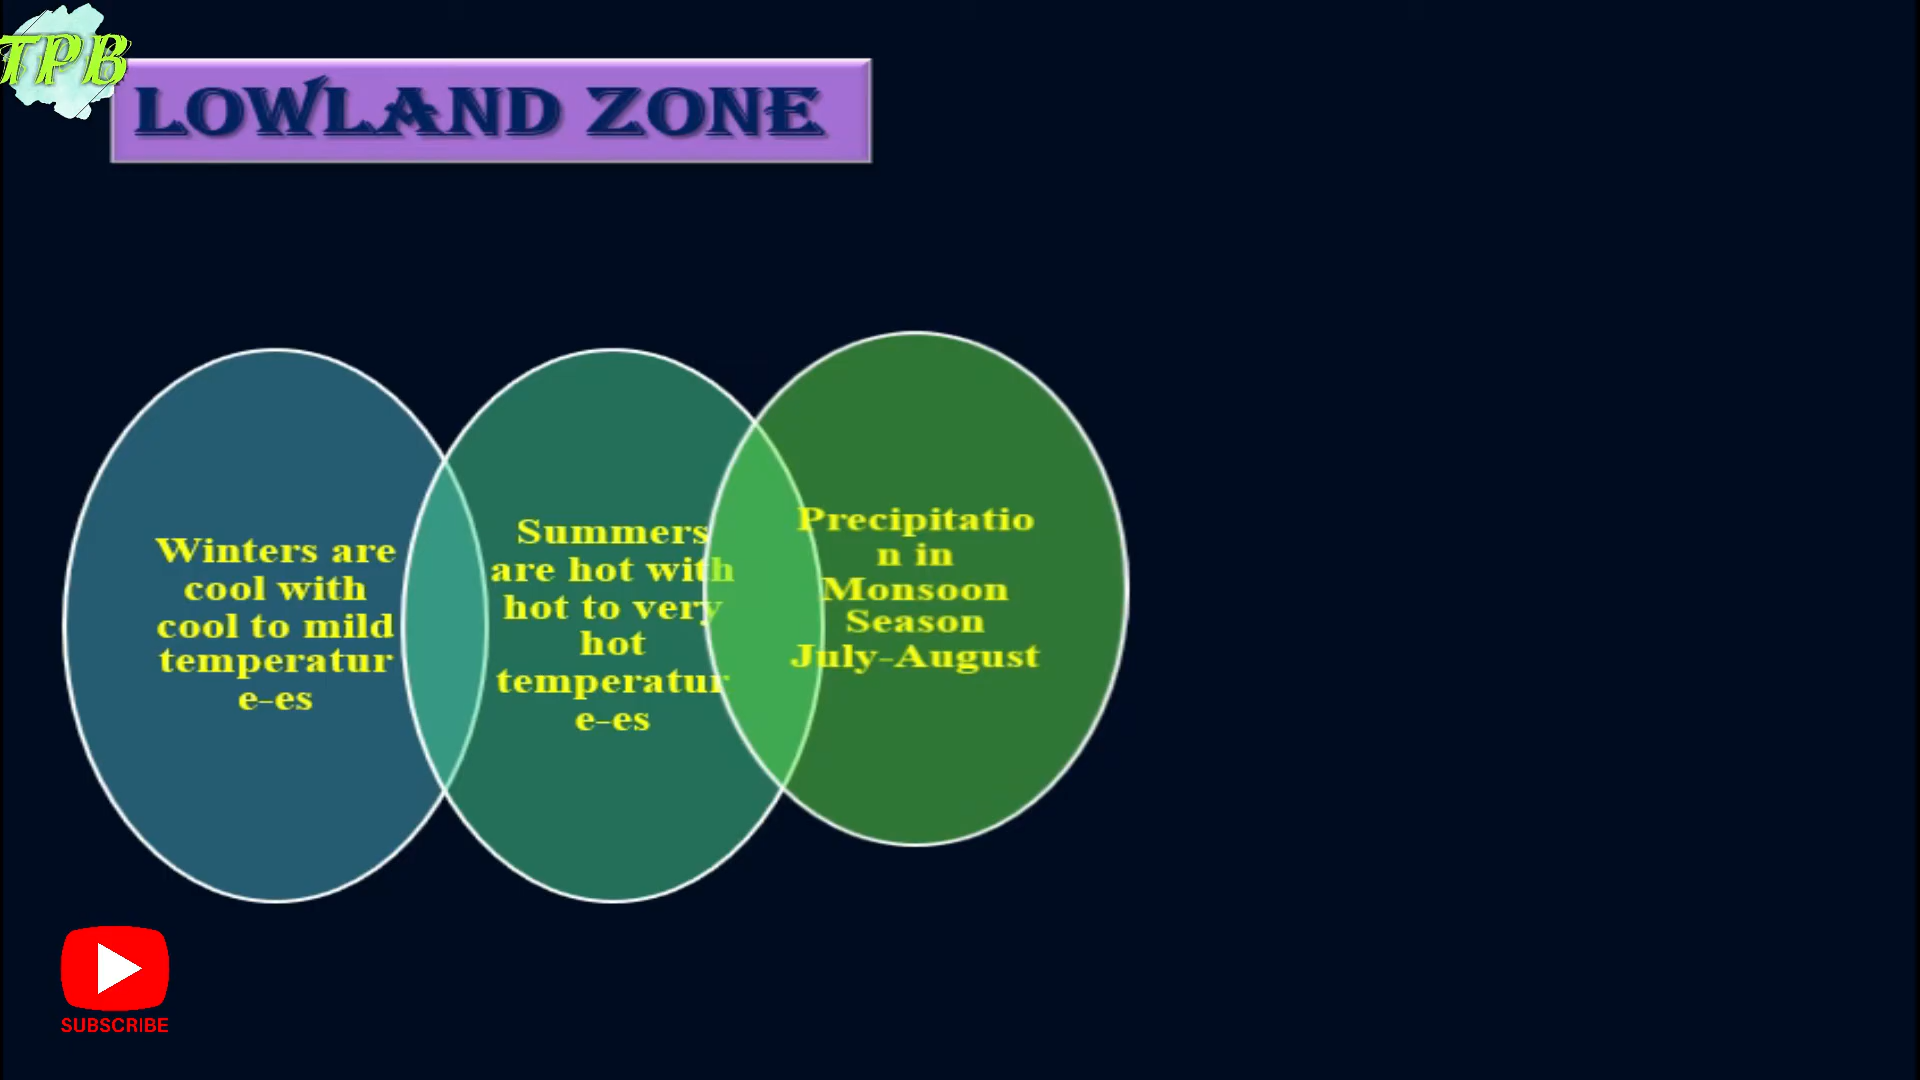 TPB
LOWLAND ZONE
Winters are
cool with
cool to mild
temperatur
e-es
Summers
are hot with
hot to very
hot
temperatur
e-es
Precipitatio
n in
Monsoon
Season
July-August
SUBSCRIBE